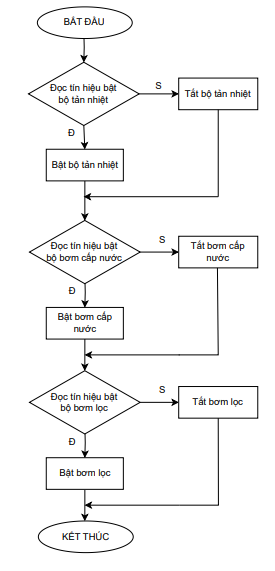 BẮT ĐẦU
Đọc tín hiệu bật
bộ tản nhiệt
S
Tắt bộ tản nhiệt
Đ
Bật bộ tản nhiệt
Đọc tín hiệu bật
bộ bơm cấp nước
S
Tắt bơm cấp
nước
Đ
Bật bơm cấp
nước
Đọc tín hiệu bật
bộ bơm lọc
S
Tắt bơm lọc
Đ
Bật bơm lọc
KẾT THÚC